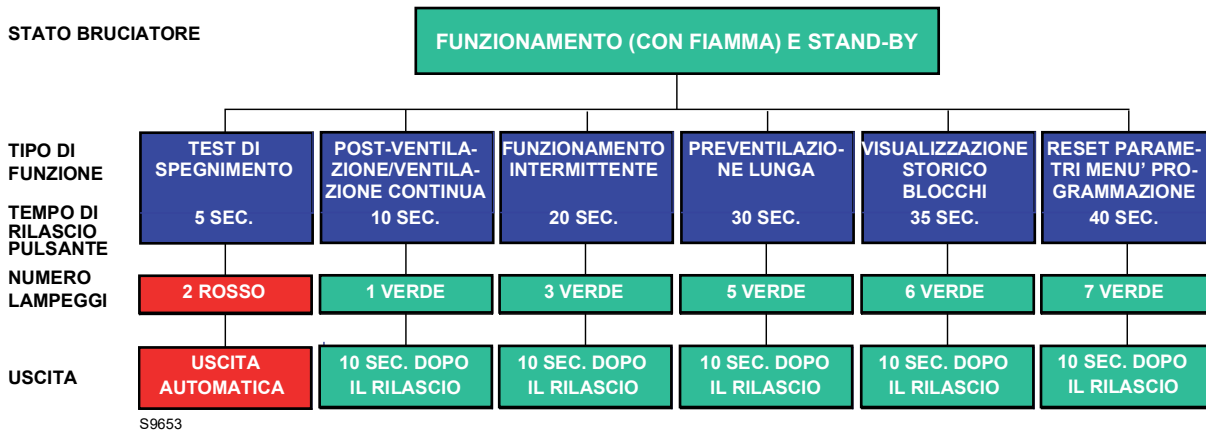 STATO BRUCIATORE
FUNZIONAMENTO (CON FIAMMA) E STAND-BY
TIPO DI
FUNZIONE
TEST DI
SPEGNIMENTO
POST-VENTILA-
ZIONE/VENTILA-
ZIONE CONTINUA
FUNZIONAMENTO
INTERMITTENTE
PREVENTILAZIO-
NE LUNGA
VISUALIZZAZIONE
STORICO
BLOCCHI
RESET PARAME-
TRI MENU' PRO-
GRAMMAZIONE
TEMPO DI
RILASCIO
PULSANTE
5 SEC.
10 SEC.
20 SEC.
30 SEC.
35 SEC.
40 SEC.
NUMERO
LAMPEGGI
2 ROSSO
1 VERDE
3 VERDE
5 VERDE
6 VERDE
7 VERDE
USCITA
USCITA
AUTOMATICA
10 SEC. DOPO
IL RILASCIO
10 SEC. DOPO
IL RILASCIO
10 SEC. DOPO
IL RILASCIO
10 SEC. DOPO
IL RILASCIO
10 SEC. DOPO
IL RILASCIO
S9653